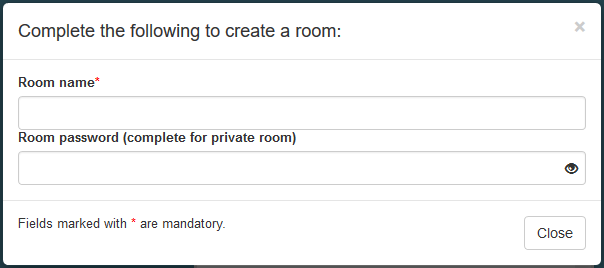 Complete the following to create a room:
×
Room name*
Room password (complete for private room)
Fields marked with * are mandatory.
Close